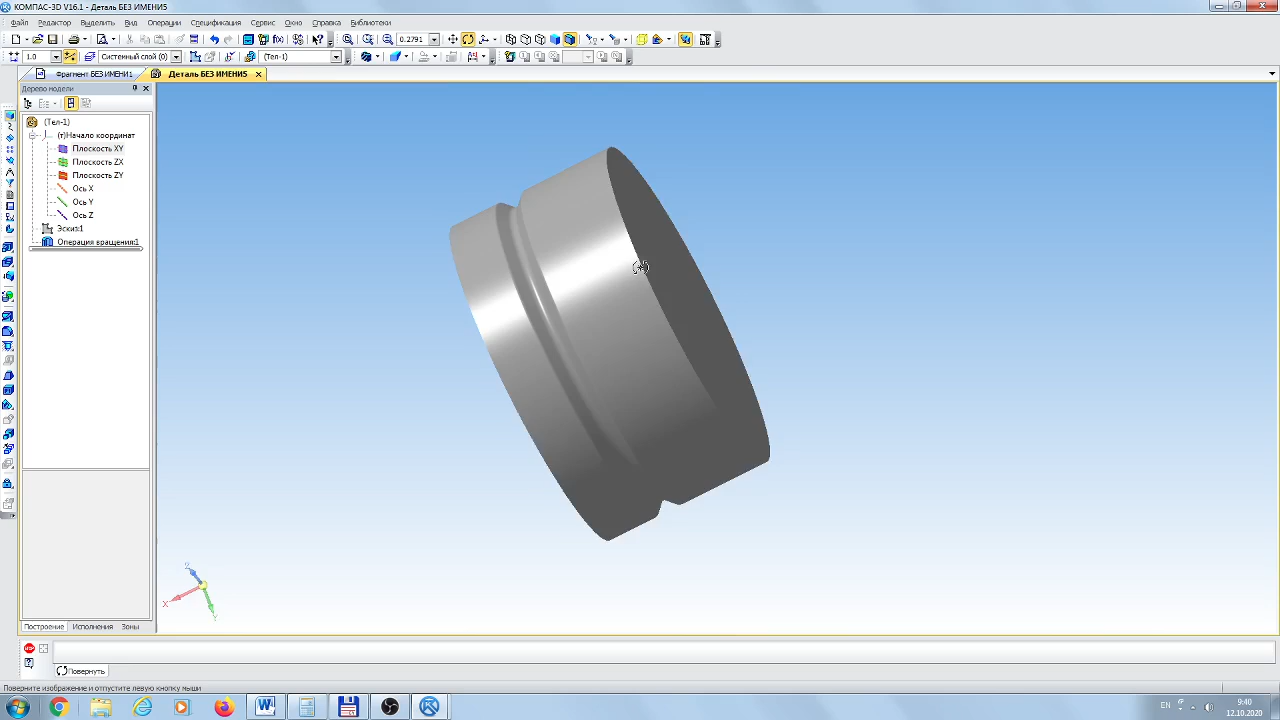 КОМПАС-3D V16.1 - Деталь БЕЗ ИМЕНИ5
Файл Редактор Выделить Вид Операции Спецификация Сервис Окно Справка Библиотеки
0.2791
1.0 Системный слой (0) (Тел-1)
Фрагмент БЕЗ ИМЕНИ1 Деталь БЕЗ ИМЕНИ5
Дерево модели
(Тел-1)
(т)Начало координат
Плоскость XY
Плоскость ZX
Плоскость ZY
Ось X
Ось Y
Ось Z
Эскиз:1
Операция вращения:1
Z
X
Y
Построение Исполнения Зоны
STOP
Повернуть
Поверните изображение и отпустите левую кнопку мыши
EN 9:40
12.10.2020